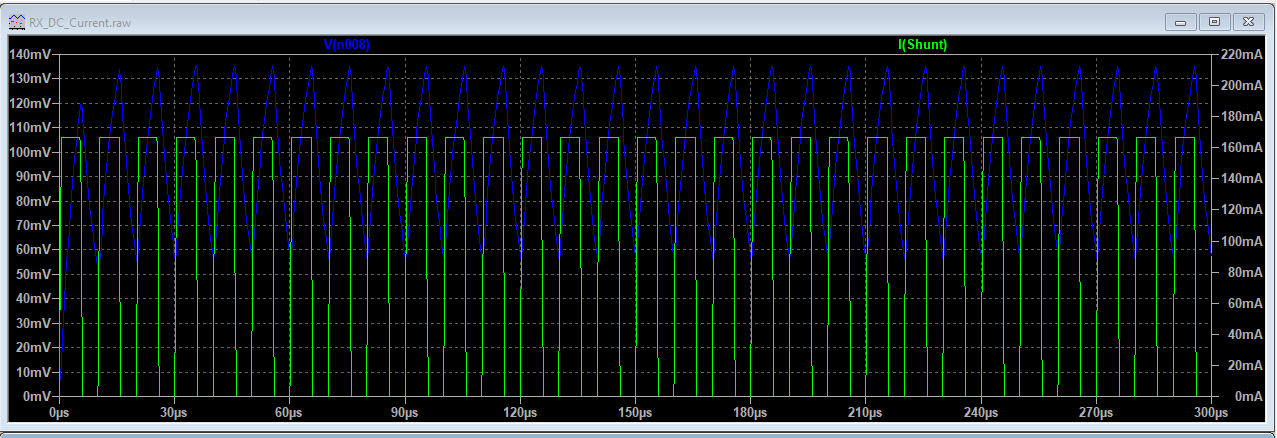 RX_DC_Current.raw
V(n008) I(Shunt)
140mV 220mA
130mV 200mA
120mV 180mA
110mV 160mA
100mV 140mA
90mV 120mA
80mV 100mA
70mV 80mA
60mV 60mA
50mV 40mA
40mV 20mA
30mV 0mA
20mV
10mV
0mV
0µs 30µs 60µs 90µs 120µs 150µs 180µs 210µs 240µs 270µs 300µs